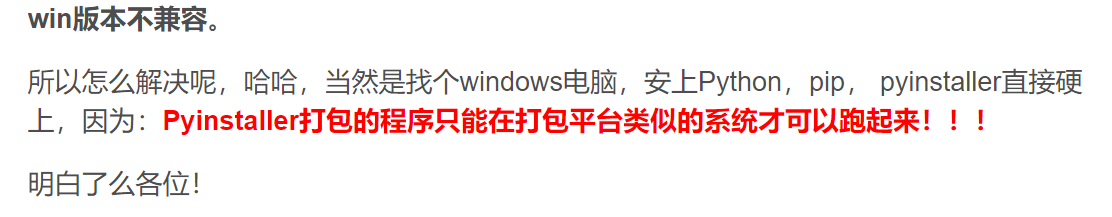 win版本不兼容。
所以怎么解决呢，哈哈，当然是找个windows电脑，安上Python，pip， pyinstaller直接硬
上，因为：Pyinstaller打包的程序只能在打包平台类似的系统才可以跑起来！！！
明白了么各位！